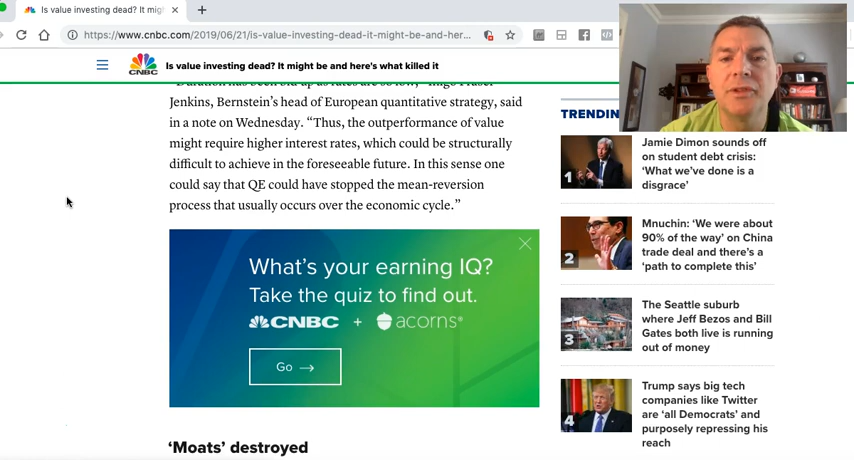 Is value investing dead? It mig
https://www.cnbc.com/2019/06/21/is-value-investing-dead-it-might-be-and-her...
CNBC
Is value investing dead? It might be and here's what killed it
Jenkins, Bernstein's head of European quantitative strategy, said
in a note on Wednesday. “Thus, the outperformance of value
might require higher interest rates, which could be structurally
difficult to achieve in the foreseeable future. In this sense one
could say that QE could have stopped the mean-reversion
process that usually occurs over the economic cycle.”
What's your earning IQ?
Take the quiz to find out.
CNBC + acorns
Go →
‘Moats’ destroyed
TRENDIN
1
Jamie Dimon sounds off
on student debt crisis:
‘What we've done is a
disgrace’
2
Mnuchin: ‘We were about
90% of the way’ on China
trade deal and there's a
‘path to complete this’
3
The Seattle suburb
where Jeff Bezos and Bill
Gates both live is running
out of money
4
Trump says big tech
companies like Twitter
are ‘all Democrats’ and
purposely repressing his
reach